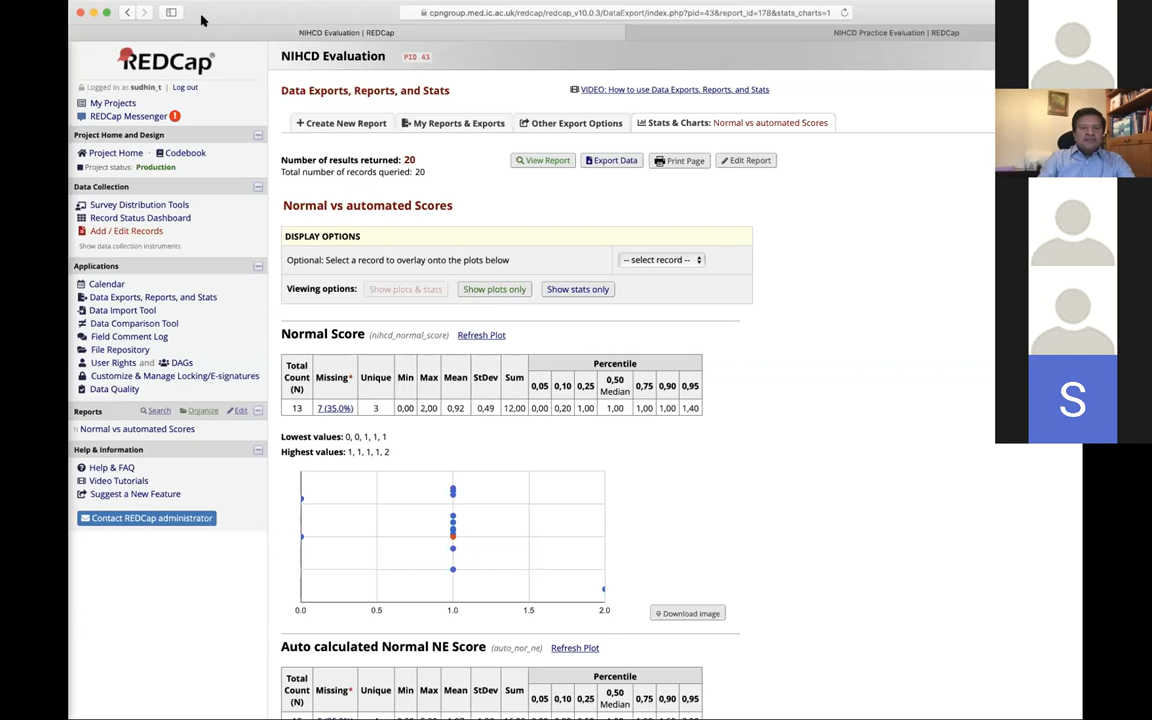 cpngroup.med.ic.ac.uk/redcap/redcap_v10.0.3/DataExport/index.php?pid=43&report_id=178&stats_charts=1
NIHCD Evaluation | REDCap
NIHCD Practice Evaluation | REDCap
REDCap
Logged in as sudhin_t | Log out
My Projects
REDCap Messenger
Project Home and Design
Project Home · Codebook
Project status: Production
Data Collection
Survey Distribution Tools
Record Status Dashboard
Add / Edit Records
Show data collection instruments
Applications
Calendar
Data Exports, Reports, and Stats
Data Import Tool
Data Comparison Tool
Field Comment Log
File Repository
User Rights and DAGs
Customize & Manage Locking/E-signatures
Data Quality
Reports Search Organize Edit
Normal vs automated Scores
Help & Information
Help & FAQ
Video Tutorials
Suggest a New Feature
Contact REDCap administrator
NIHCD Evaluation PID 43
Data Exports, Reports, and Stats
VIDEO: How to use Data Exports, Reports, and Stats
+ Create New Report
My Reports & Exports
Other Export Options
Stats & Charts: Normal vs automated Scores
Number of results returned: 20
Total number of records queried: 20
View Report
Export Data
Print Page
Edit Report
Normal vs automated Scores
DISPLAY OPTIONS
Optional: Select a record to overlay onto the plots below
-- select record --
Viewing options: Show plots & stats Show plots only Show stats only
Normal Score (nihcd_normal_score) Refresh Plot
Total Count (N) Missing* Unique Min Max Mean StDev Sum Percentile
0,05 0,10 0,25 0,50 Median 0,75 0,90 0,95
13 7 (35.0%) 3 0,00 2,00 0,92 0,49 12,00 0,00 0,20 1,00 1,00 1,00 1,00 1,40
Lowest values: 0, 0, 1, 1, 1
Highest values: 1, 1, 1, 1, 2
0.0 0.5 1.0 1.5 2.0
Download image
Auto calculated Normal NE Score (auto_nor_ne) Refresh Plot
Total Count (N) Missing* Unique Min Max Mean StDev Sum Percentile
0,05 0,10 0,25 0,50 Median 0,75 0,90 0,95
S